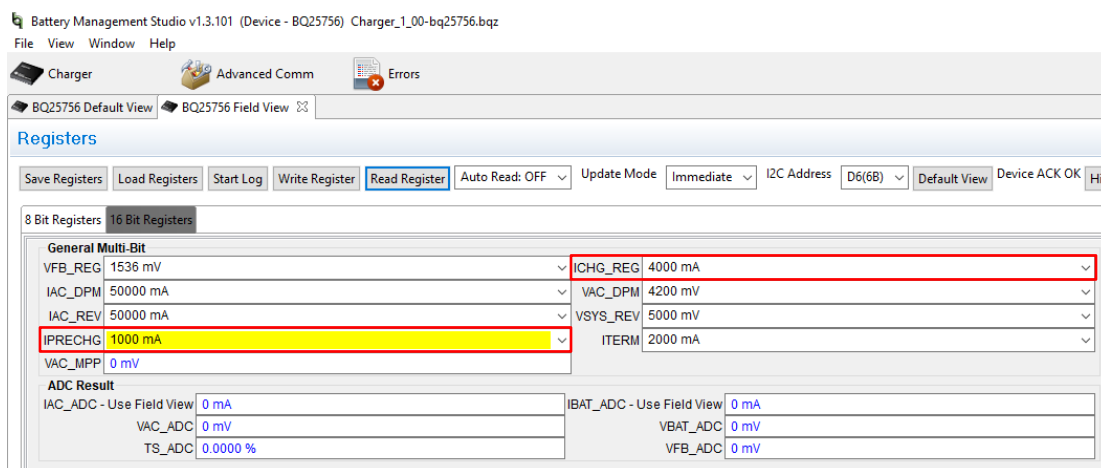 Battery Management Studio v1.3.101 (Device - BQ25756) Charger_1_00-bq25756.bqz
File View Window Help
Charger Advanced Comm Errors
BQ25756 Default View BQ25756 Field View
Registers
Save Registers Load Registers Start Log Write Register Read Register Auto Read: OFF Update Mode Immediate I2C Address D6(6B) Default View Device ACK OK Hi
8 Bit Registers 16 Bit Registers
General Multi-Bit
VFB_REG 1536 mV ICHG_REG 4000 mA
IAC_DPM 50000 mA VAC_DPM 4200 mV
IAC_REV 50000 mA VSYS_REV 5000 mV
IPRECHG 1000 mA ITERM 2000 mA
VAC_MPP 0 mV
ADC Result
IAC_ADC - Use Field View 0 mA IBAT_ADC - Use Field View 0 mA
VAC_ADC 0 mV VBAT_ADC 0 mV
TS_ADC 0.0000 % VFB_ADC 0 mV